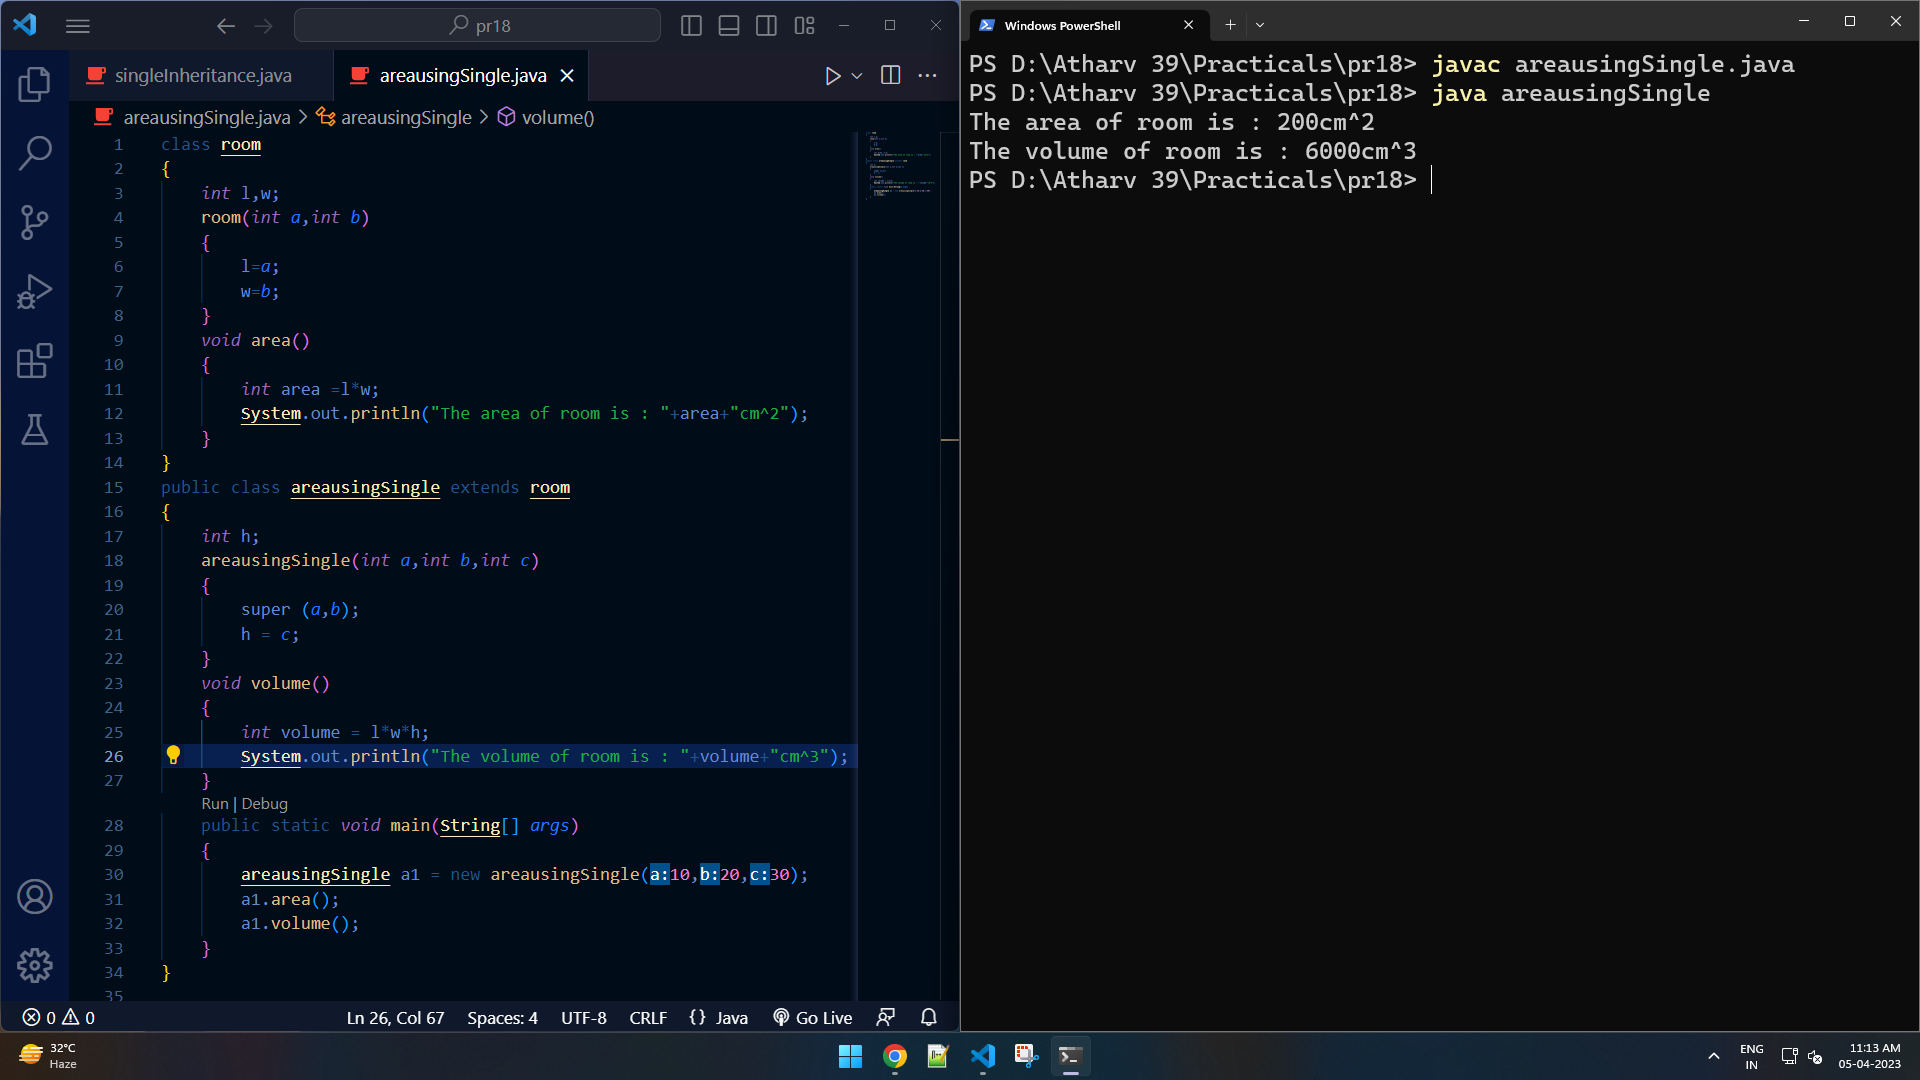 pr18
singleInheritance.java
areausingSingle.java
areausingSingle.java > areausingSingle > volume()
1 class room
2 {
3 int l,w;
4 room(int a,int b)
5 {
6 l=a;
7 w=b;
8 }
9 void area()
10 {
11 int area =l*w;
12 System.out.println("The area of room is : "+area+"cm^2");
13 }
14 }
15 public class areausingSingle extends room
16 {
17 int h;
18 areausingSingle(int a,int b,int c)
19 {
20 super (a,b);
21 h = c;
22 }
23 void volume()
24 {
25 int volume = l*w*h;
26 System.out.println("The volume of room is : "+volume+"cm^3");
27 }
Run | Debug
28 public static void main(String[] args)
29 {
30 areausingSingle a1 = new areausingSingle(a:10,b:20,c:30);
31 a1.area();
32 a1.volume();
33 }
34 }
35
0 0 Ln 26, Col 67 Spaces: 4 UTF-8 CRLF {} Java Go Live
Windows PowerShell
PS D:\Atharv 39\Practicals\pr18> javac areausingSingle.java
PS D:\Atharv 39\Practicals\pr18> java areausingSingle
The area of room is : 200cm^2
The volume of room is : 6000cm^3
PS D:\Atharv 39\Practicals\pr18>
32°C
Haze
ENG
IN
11:13 AM
05-04-2023